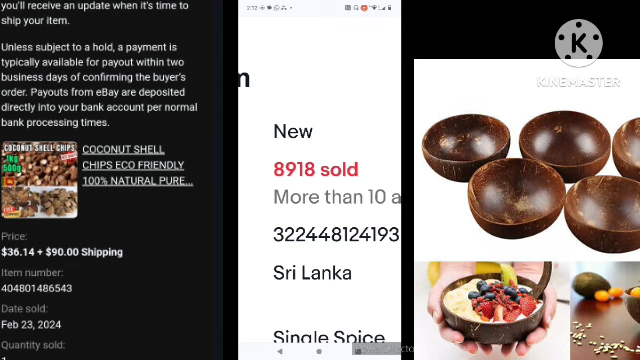 you'll receive an update when it's time to
ship your item.
Unless subject to a hold, a payment is
typically available for payout within two
business days of confirming the buyer's
order. Payouts from eBay are deposited
directly into your bank account per normal
bank processing times.
COCONUT SHELL CHIPS
1kg
500g
COCONUT SHELL
CHIPS ECO FRIENDLY
100% NATURAL PURE...
Price:
$36.14 + $90.00 Shipping
Item number:
404801486543
Date sold:
Feb 23, 2024
Quantity sold:
2:12
m
New
8918 sold
More than 10 a
322448124193
Sri Lanka
Single Spice
K
KINEMASTER